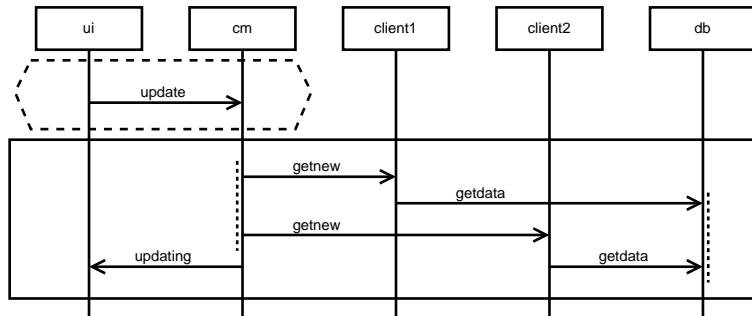 ui cm client1 client2 db
update
getnew
getdata
getnew
updating getdata